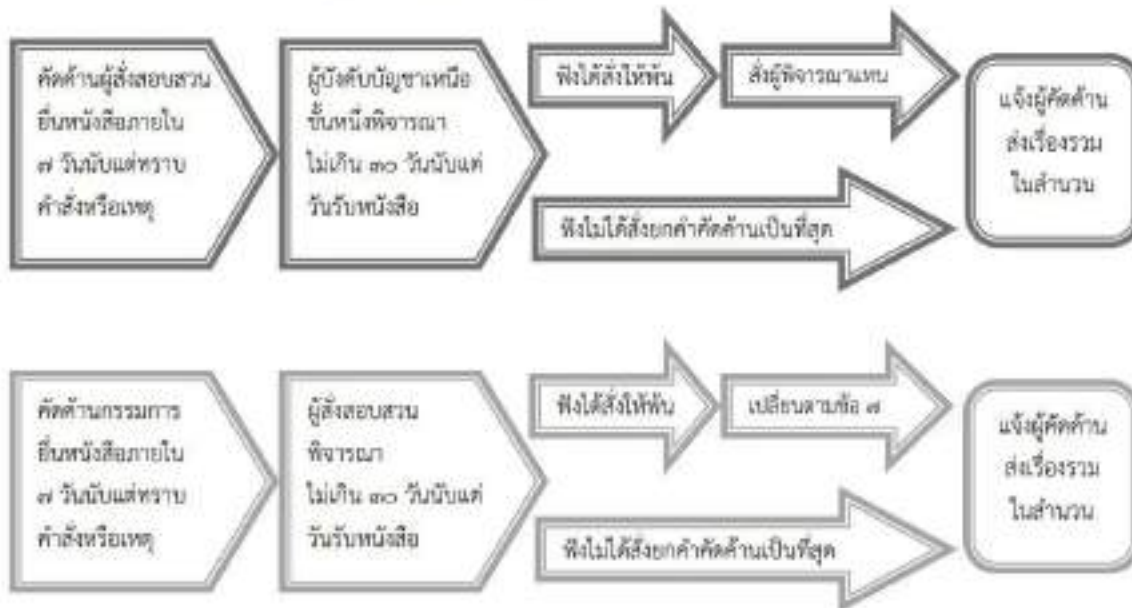 คัดค้านผู้สั่งสอบสวน
ยื่นหนังสือภายใน
๗ วันนับแต่ทราบ
คำสั่งหรือเหตุ
ผู้บังคับบัญชาเหนือ
ขั้นหนึ่งพิจารณา
ไม่เกิน ๓๐ วันนับแต่
วันรับหนังสือ
ฟังได้สั่งให้พ้น
สั่งผู้พิจารณาแทน
ฟังไม่ได้สั่งยกคำคัดค้านเป็นที่สุด
แจ้งผู้คัดค้าน
ส่งเรื่องรวม
ในสำนวน
คัดค้านกรรมการ
ยื่นหนังสือภายใน
๗ วันนับแต่ทราบ
คำสั่งหรือเหตุ
ผู้สั่งสอบสวน
พิจารณา
ไม่เกิน ๓๐ วันนับแต่
วันรับหนังสือ
ฟังได้สั่งให้พ้น
เปลี่ยนตามข้อ ๗
ฟังไม่ได้สั่งยกคำคัดค้านเป็นที่สุด
แจ้งผู้คัดค้าน
ส่งเรื่องรวม
ในสำนวน